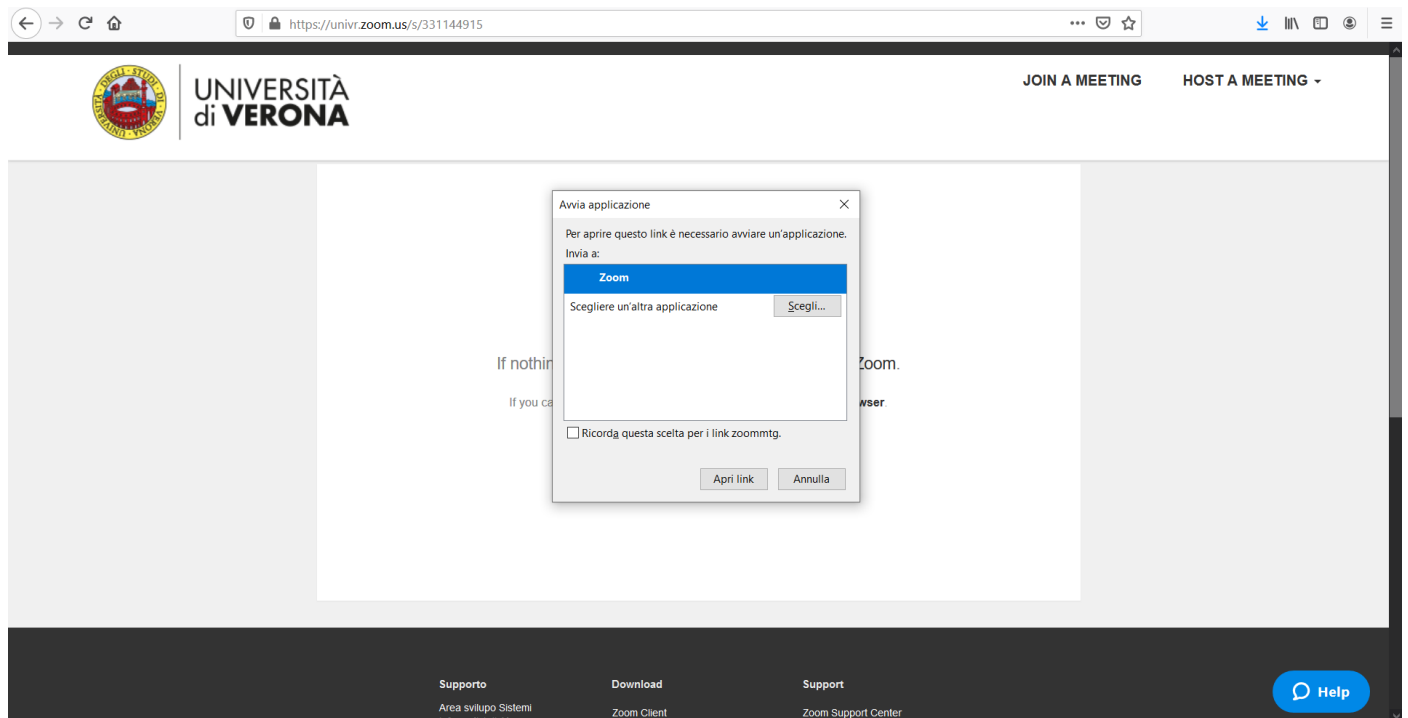 https://univr.zoom.us/s/331144915
UNIVERSITÀ
di VERONA
JOIN A MEETING
HOST A MEETING
Avvia applicazione
Per aprire questo link è necessario avviare un'applicazione.
Invia a:
Zoom
Scegliere un'altra applicazione
Scegli...
If nothin
Zoom.
If you ca
wser.
Ricorda questa scelta per i link zoommtg.
Apri link
Annulla
Supporto
Download
Support
Area svilupo Sistemi
Zoom Client
Zoom Support Center
Help